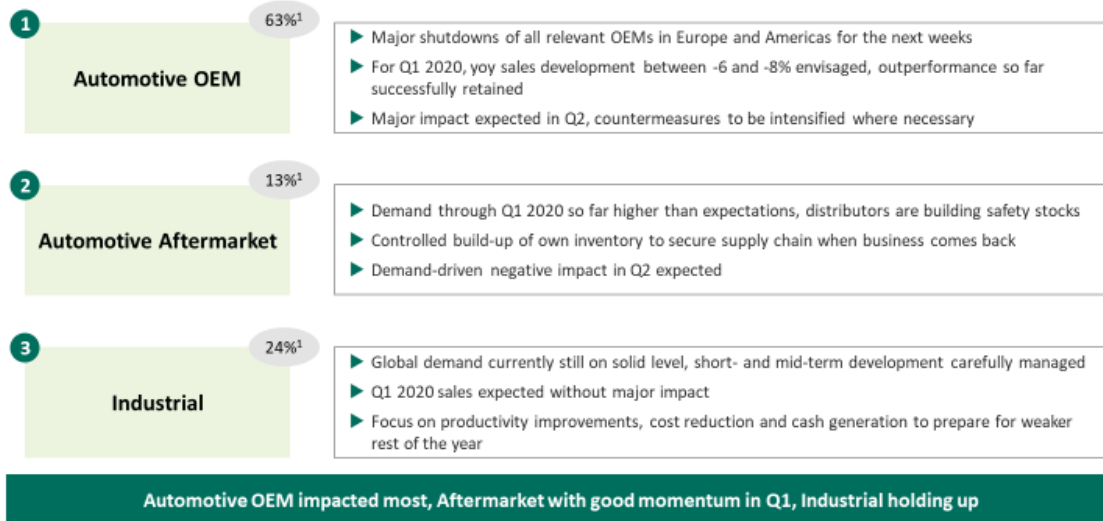 1
63%¹
Automotive OEM
▶ Major shutdowns of all relevant OEMs in Europe and Americas for the next weeks
▶ For Q1 2020, yoy sales development between -6 and -8% envisaged, outperformance so far
successfully retained
▶ Major impact expected in Q2, countermeasures to be intensified where necessary
2
13%¹
Automotive Aftermarket
▶ Demand through Q1 2020 so far higher than expectations, distributors are building safety stocks
▶ Controlled build-up of own inventory to secure supply chain when business comes back
▶ Demand-driven negative impact in Q2 expected
3
24%¹
Industrial
▶ Global demand currently still on solid level, short- and mid-term development carefully managed
▶ Q1 2020 sales expected without major impact
▶ Focus on productivity improvements, cost reduction and cash generation to prepare for weaker
rest of the year
Automotive OEM impacted most, Aftermarket with good momentum in Q1, Industrial holding up